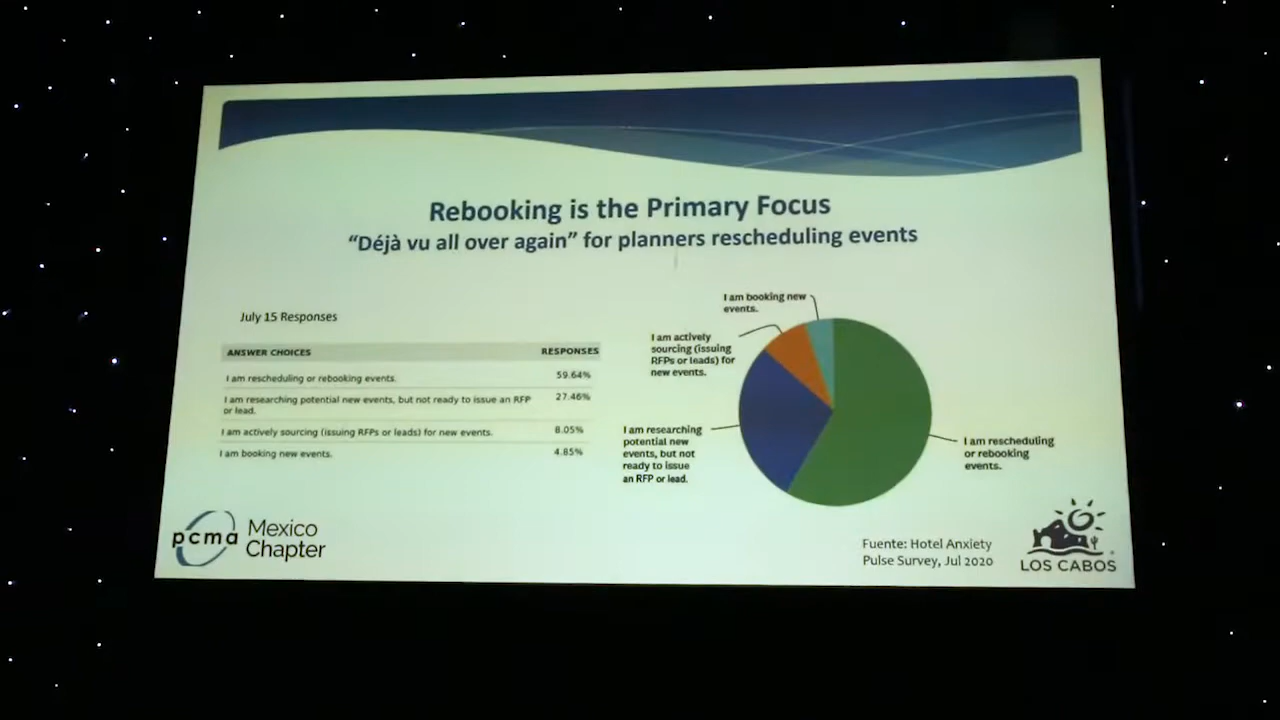 Rebooking is the Primary Focus
“Déjà vu all over again” for planners rescheduling events
July 15 Responses
ANSWER CHOICES RESPONSES
I am rescheduling or rebooking events. 59.64%
I am researching potential new events, but not ready to issue an RFP 27.46%
or lead.
I am actively sourcing (issuing RFPs or leads) for new events. 8.05%
I am booking new events. 4.85%
I am booking new
events.
I am actively
sourcing (issuing
RFPs or leads) for
new events.
I am researching
potential new
events, but not
ready to issue
an RFP or lead.
I am rescheduling
or rebooking
events.
pcma Mexico
Chapter
Fuente: Hotel Anxiety
Pulse Survey, Jul 2020
LOS CABOS